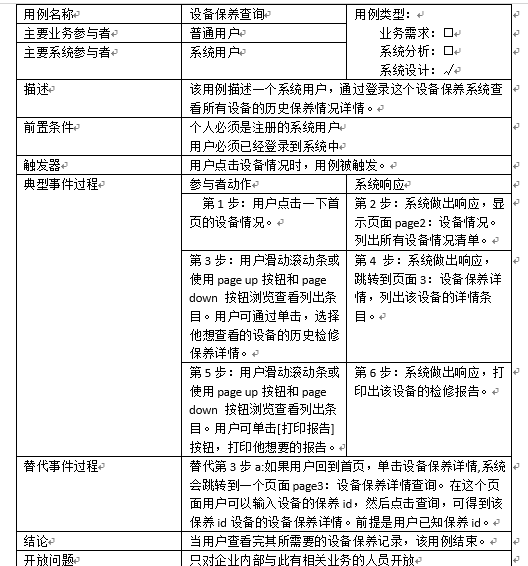 用例名称 设备保养查询 用例类型：
主要业务参与者 普通用户 业务需求：□
主要系统参与者 系统用户 系统分析：□
系统设计：√
描述 该用例描述一个系统用户，通过登录这个设备保养系统查
看所有设备的历史保养情况详情。
前置条件 个人必须是注册的系统用户
用户必须已经登录到系统中
触发器 用户点击设备情况时，用例被触发。
典型事件过程 参与者动作 系统响应
第 1 步：用户点击一下首
页的设备情况。
第 2 步：系统做出响应，显
示页面 page2：设备情况。
列出所有设备情况清单。
第 3 步：用户滑动滚动条或
使用 page up 按钮和 page
down 按钮浏览查看列出条
目。用户可通过单击，选择
他想查看的设备的历史检修
保养详情。
第 4 步：系统做出响应，
跳转到页面 3：设备保养详
情，列出该设备的详情条
目。
第 5 步：用户滑动滚动条或
使用 page up 按钮和 page
down 按钮浏览查看列出条
目。用户可单击[打印报告]
按钮，打印他想要的报告。
第 6 步：系统做出响应，打
印出该设备的检修报告。
替代事件过程 替代第 3 步 a:如果用户回到首页，单击设备保养详情,系统
会跳转到一个页面 page3：设备保养详情查询。在这个页
面用户可以输入设备的保养 id，然后点击查询，可得到该
保养 id 设备的设备保养详情。前提是用户已知保养 id。
结论 当用户查看完其所需要的设备保养记录，该用例结束。
开放问题 只对企业内部与此有相关业务的人员开放